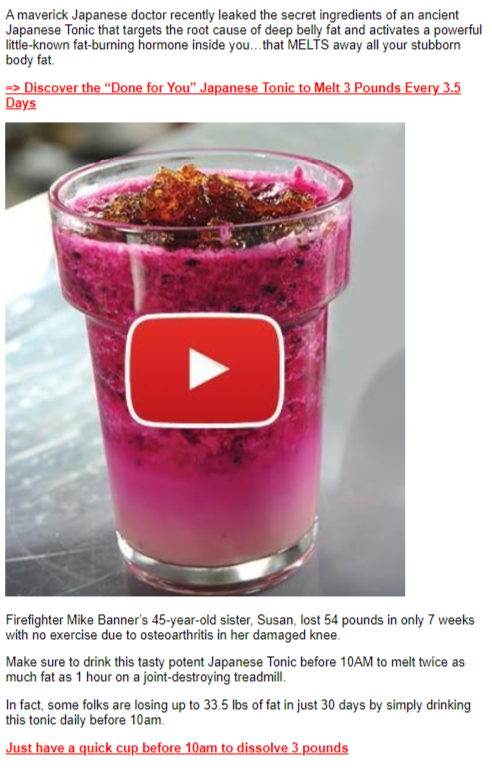 A maverick Japanese doctor recently leaked the secret ingredients of an ancient
Japanese Tonic that targets the root cause of deep belly fat and activates a powerful
little-known fat-burning hormone inside you…that MELTS away all your stubborn
body fat.
=> Discover the “Done for You” Japanese Tonic to Melt 3 Pounds Every 3.5
Days
Firefighter Mike Banner’s 45-year-old sister, Susan, lost 54 pounds in only 7 weeks
with no exercise due to osteoarthritis in her damaged knee.
Make sure to drink this tasty potent Japanese Tonic before 10AM to melt twice as
much fat as 1 hour on a joint-destroying treadmill.
In fact, some folks are losing up to 33.5 lbs of fat in just 30 days by simply drinking
this tonic daily before 10am.
Just have a quick cup before 10am to dissolve 3 pounds